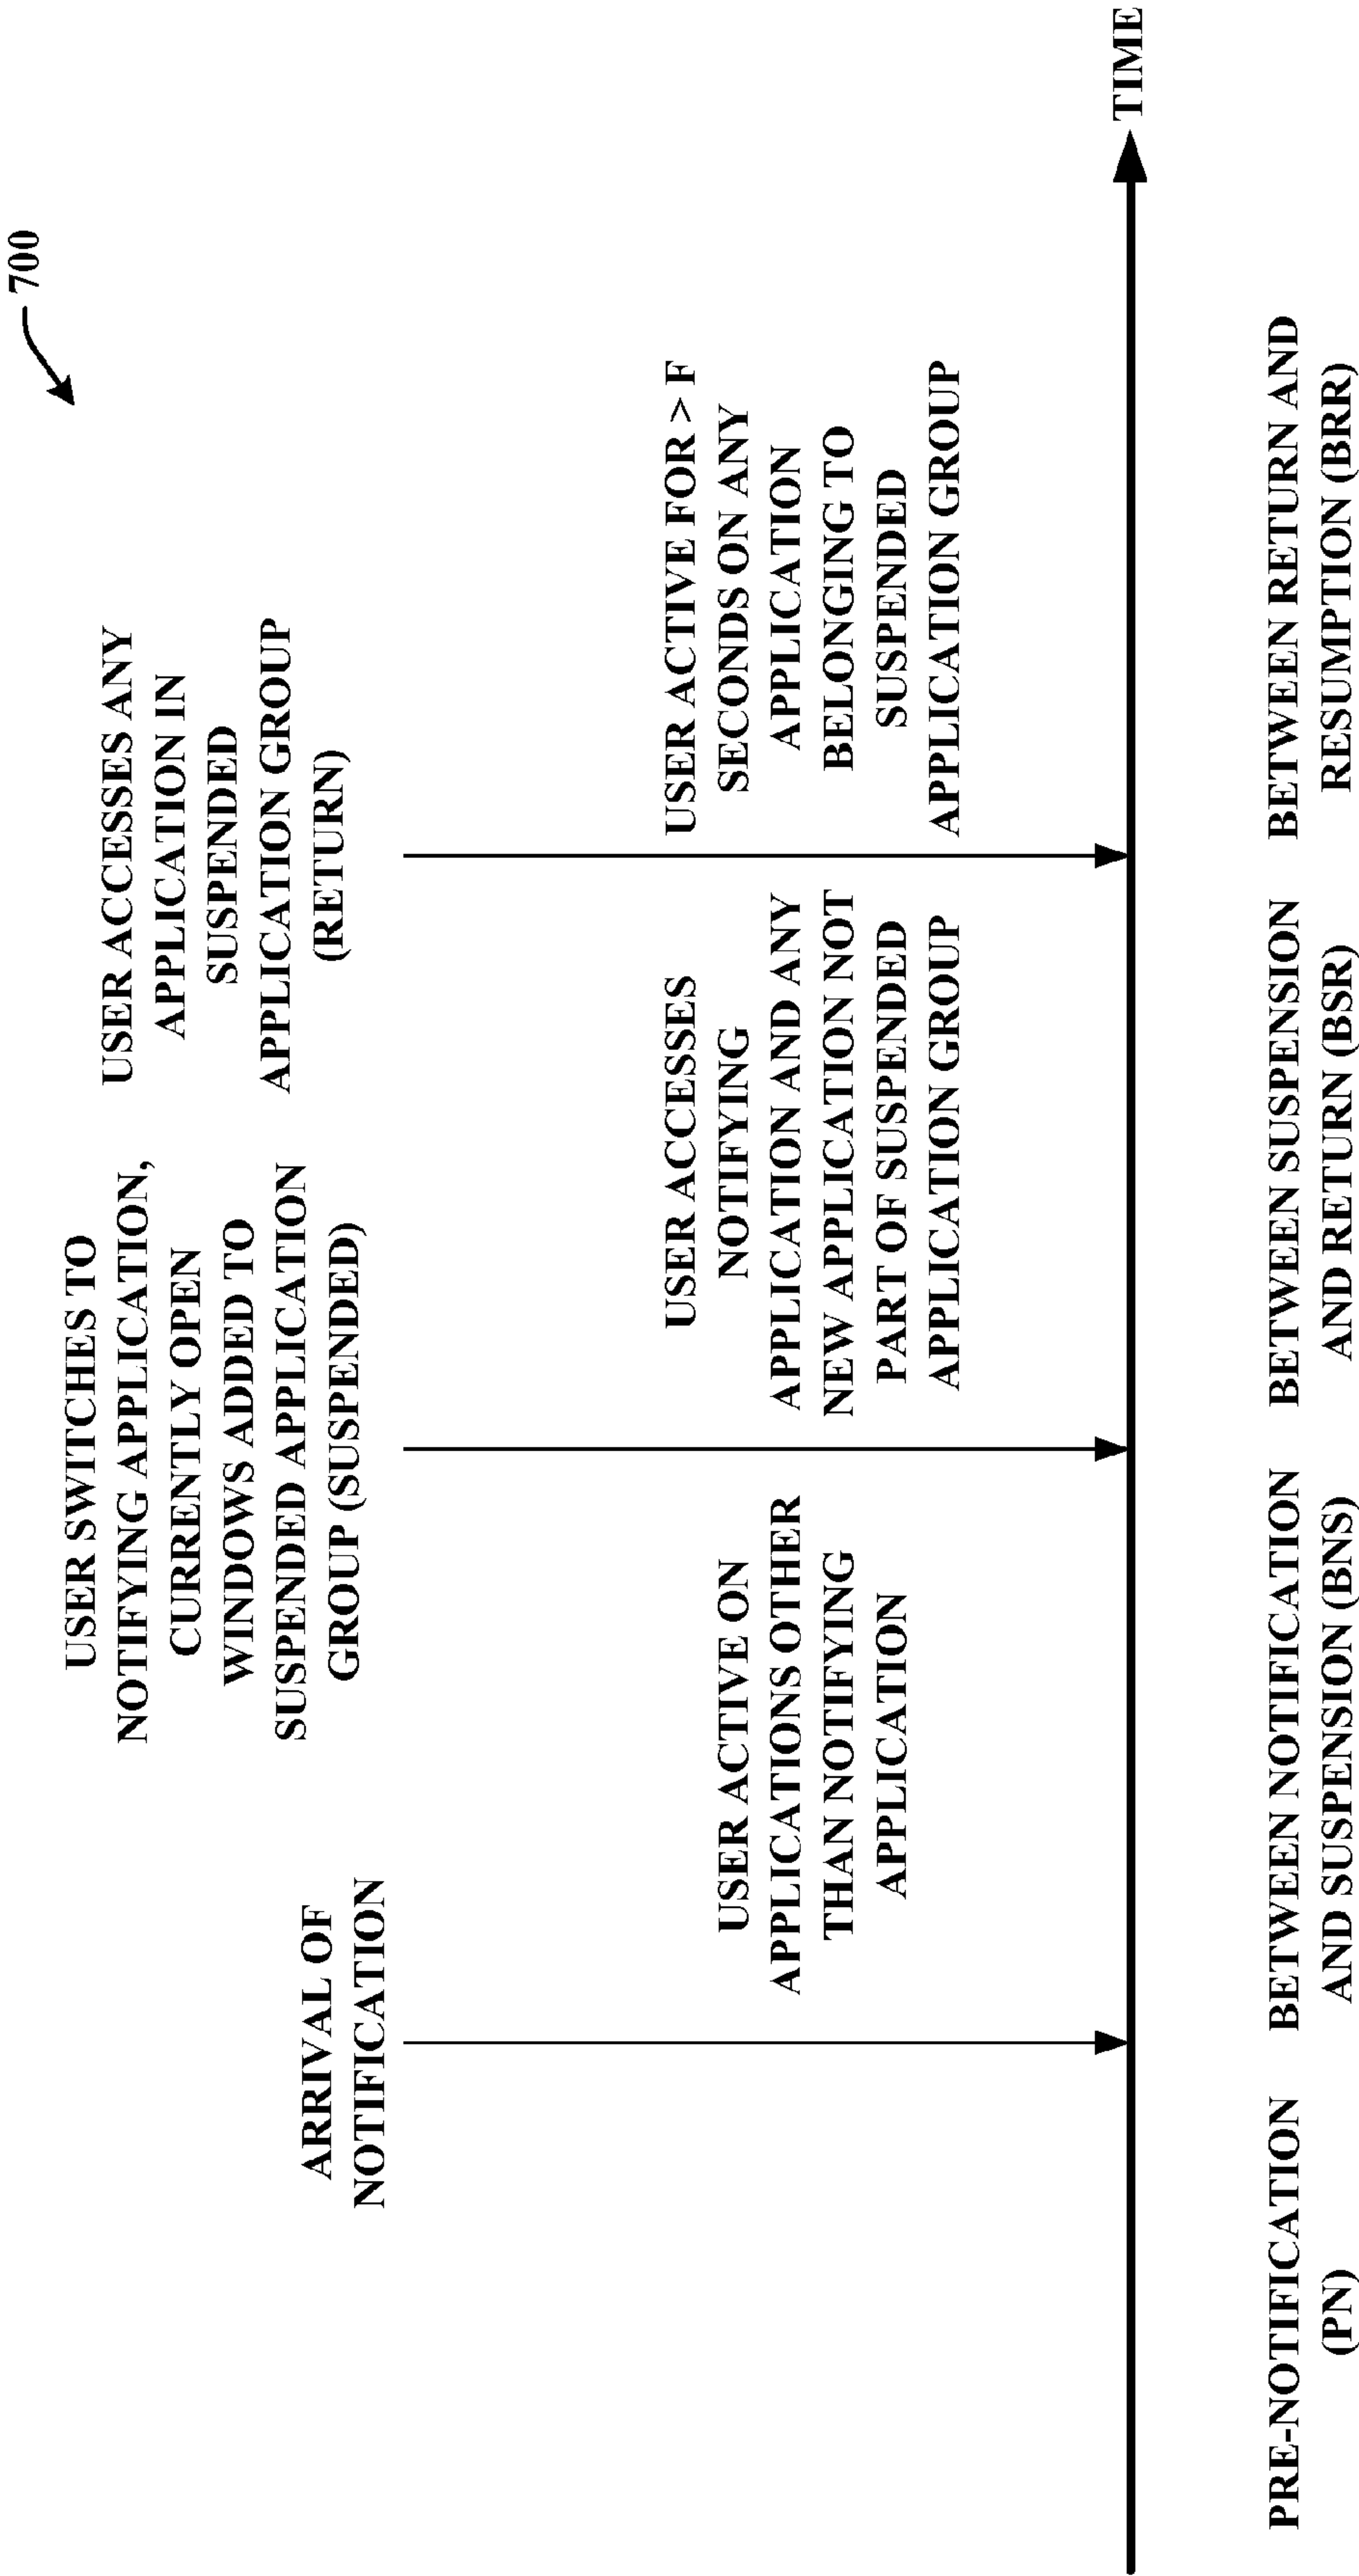 700
ARRIVAL OF
NOTIFICATION
USER SWITCHES TO
NOTIFYING APPLICATION,
CURRENTLY OPEN
WINDOWS ADDED TO
SUSPENDED APPLICATION
GROUP (SUSPENDED)
USER ACCESSES ANY
APPLICATION IN
SUSPENDED
APPLICATION GROUP
(RETURN)
USER ACTIVE ON
APPLICATIONS OTHER
THAN NOTIFYING
APPLICATION
USER ACCESSES
NOTIFYING
APPLICATION AND ANY
NEW APPLICATION NOT
PART OF SUSPENDED
APPLICATION GROUP
USER ACTIVE FOR > F
SECONDS ON ANY
APPLICATION
BELONGING TO
SUSPENDED
APPLICATION GROUP
TIME
PRE-NOTIFICATION
(PN)
BETWEEN NOTIFICATION
AND SUSPENSION (BNS)
BETWEEN SUSPENSION
AND RETURN (BSR)
BETWEEN RETURN AND
RESUMPTION (BRR)